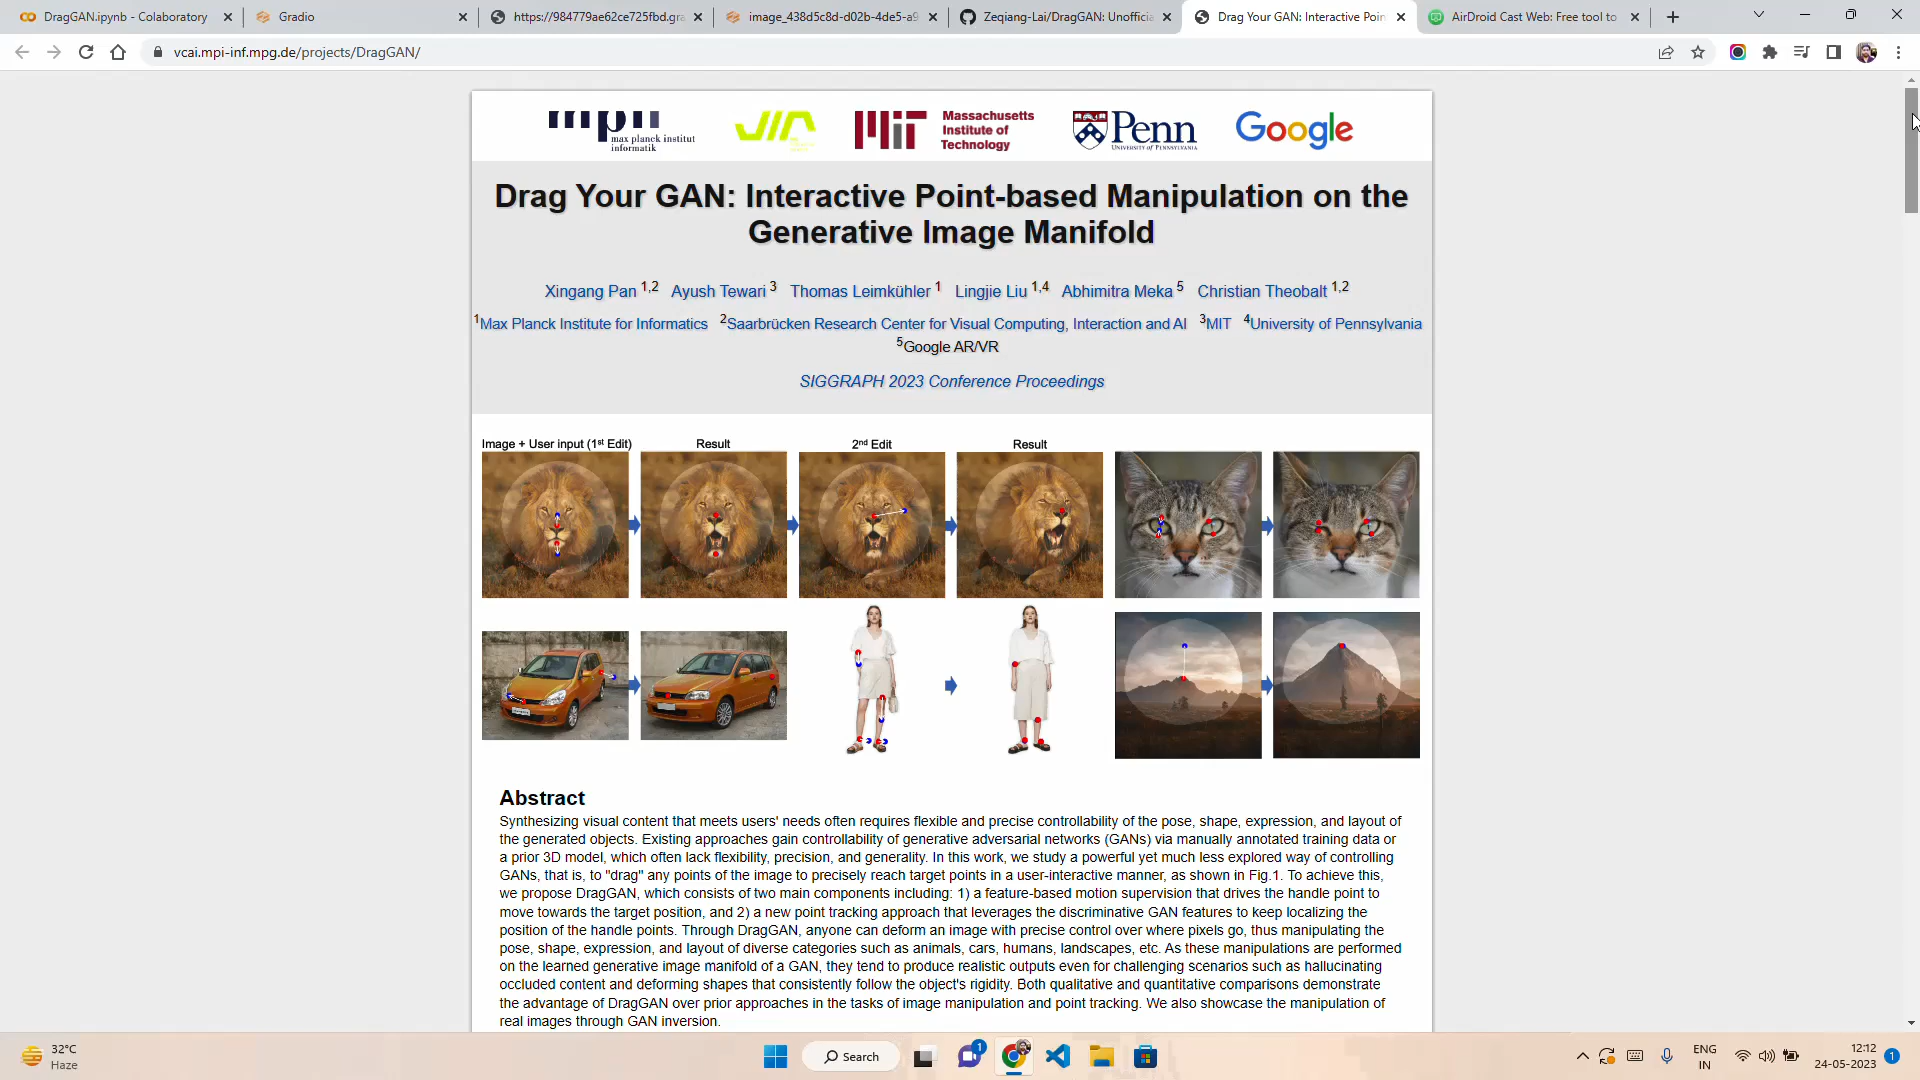 DragGAN.ipynb - Colaboratory
Gradio
https://984779ae62ce725fbd.gra
image_438d5c8d-d02b-4de5-a9
Zeqiang-Lai/DragGAN: Unofficia
Drag Your GAN: Interactive Poin
AirDroid Cast Web: Free tool to
vcai.mpi-inf.mpg.de/projects/DragGAN/
max planck institut
informatik
Massachusetts
Institute of
Technology
Penn
UNIVERSITY OF PENNSYLVANIA
Google
Drag Your GAN: Interactive Point-based Manipulation on the
Generative Image Manifold
Xingang Pan 1,2 Ayush Tewari 3 Thomas Leimkühler 1 Lingjie Liu 1,4 Abhimitra Meka 5 Christian Theobalt 1,2
1Max Planck Institute for Informatics 2Saarbrücken Research Center for Visual Computing, Interaction and AI 3MIT 4University of Pennsylvania
5Google AR/VR
SIGGRAPH 2023 Conference Proceedings
Image + User input (1st Edit) Result 2nd Edit Result
Abstract
Synthesizing visual content that meets users' needs often requires flexible and precise controllability of the pose, shape, expression, and layout of
the generated objects. Existing approaches gain controllability of generative adversarial networks (GANs) via manually annotated training data or
a prior 3D model, which often lack flexibility, precision, and generality. In this work, we study a powerful yet much less explored way of controlling
GANs, that is, to "drag" any points of the image to precisely reach target points in a user-interactive manner, as shown in Fig.1. To achieve this,
we propose DragGAN, which consists of two main components including: 1) a feature-based motion supervision that drives the handle point to
move towards the target position, and 2) a new point tracking approach that leverages the discriminative GAN features to keep localizing the
position of the handle points. Through DragGAN, anyone can deform an image with precise control over where pixels go, thus manipulating the
pose, shape, expression, and layout of diverse categories such as animals, cars, humans, landscapes, etc. As these manipulations are performed
on the learned generative image manifold of a GAN, they tend to produce realistic outputs even for challenging scenarios such as hallucinating
occluded content and deforming shapes that consistently follow the object's rigidity. Both qualitative and quantitative comparisons demonstrate
the advantage of DragGAN over prior approaches in the tasks of image manipulation and point tracking. We also showcase the manipulation of
real images through GAN inversion.
32°C
Haze
Search
1
ENG
IN
12:12
24-05-2023
1